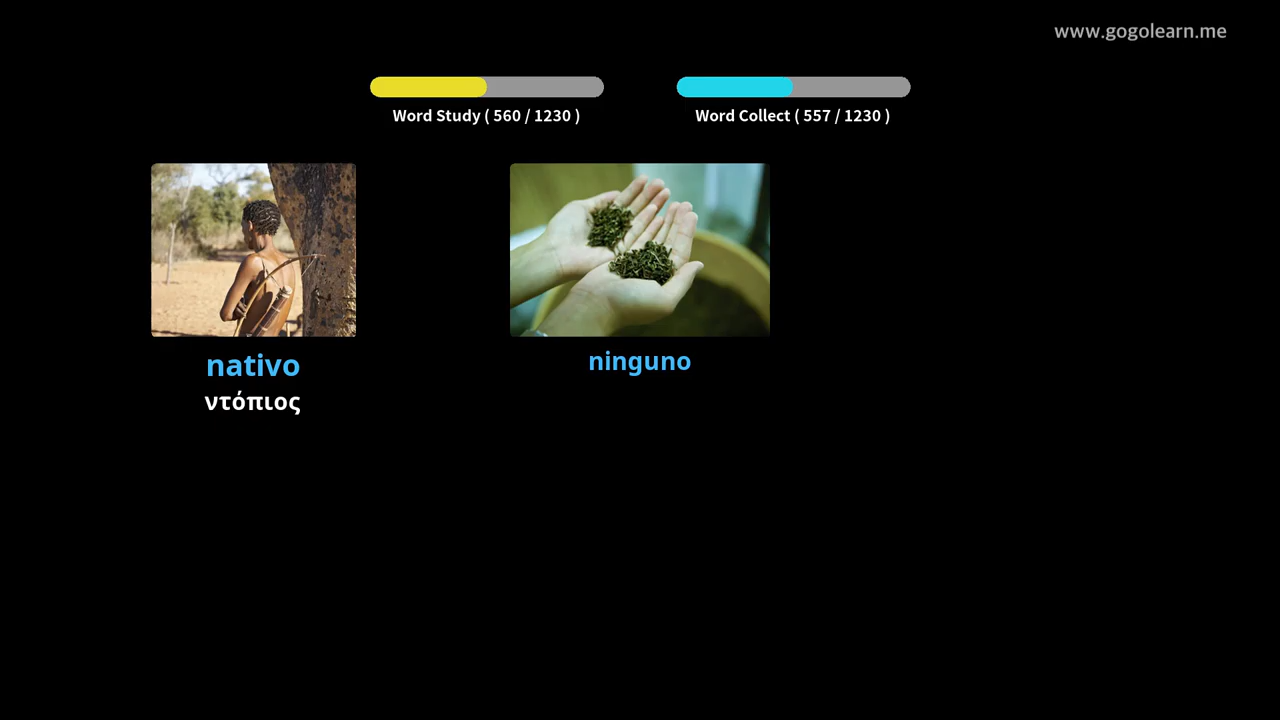 www.gogolearn.me
Word Study ( 560 / 1230 )
Word Collect ( 557 / 1230 )
nativo
ντόπιος
ninguno